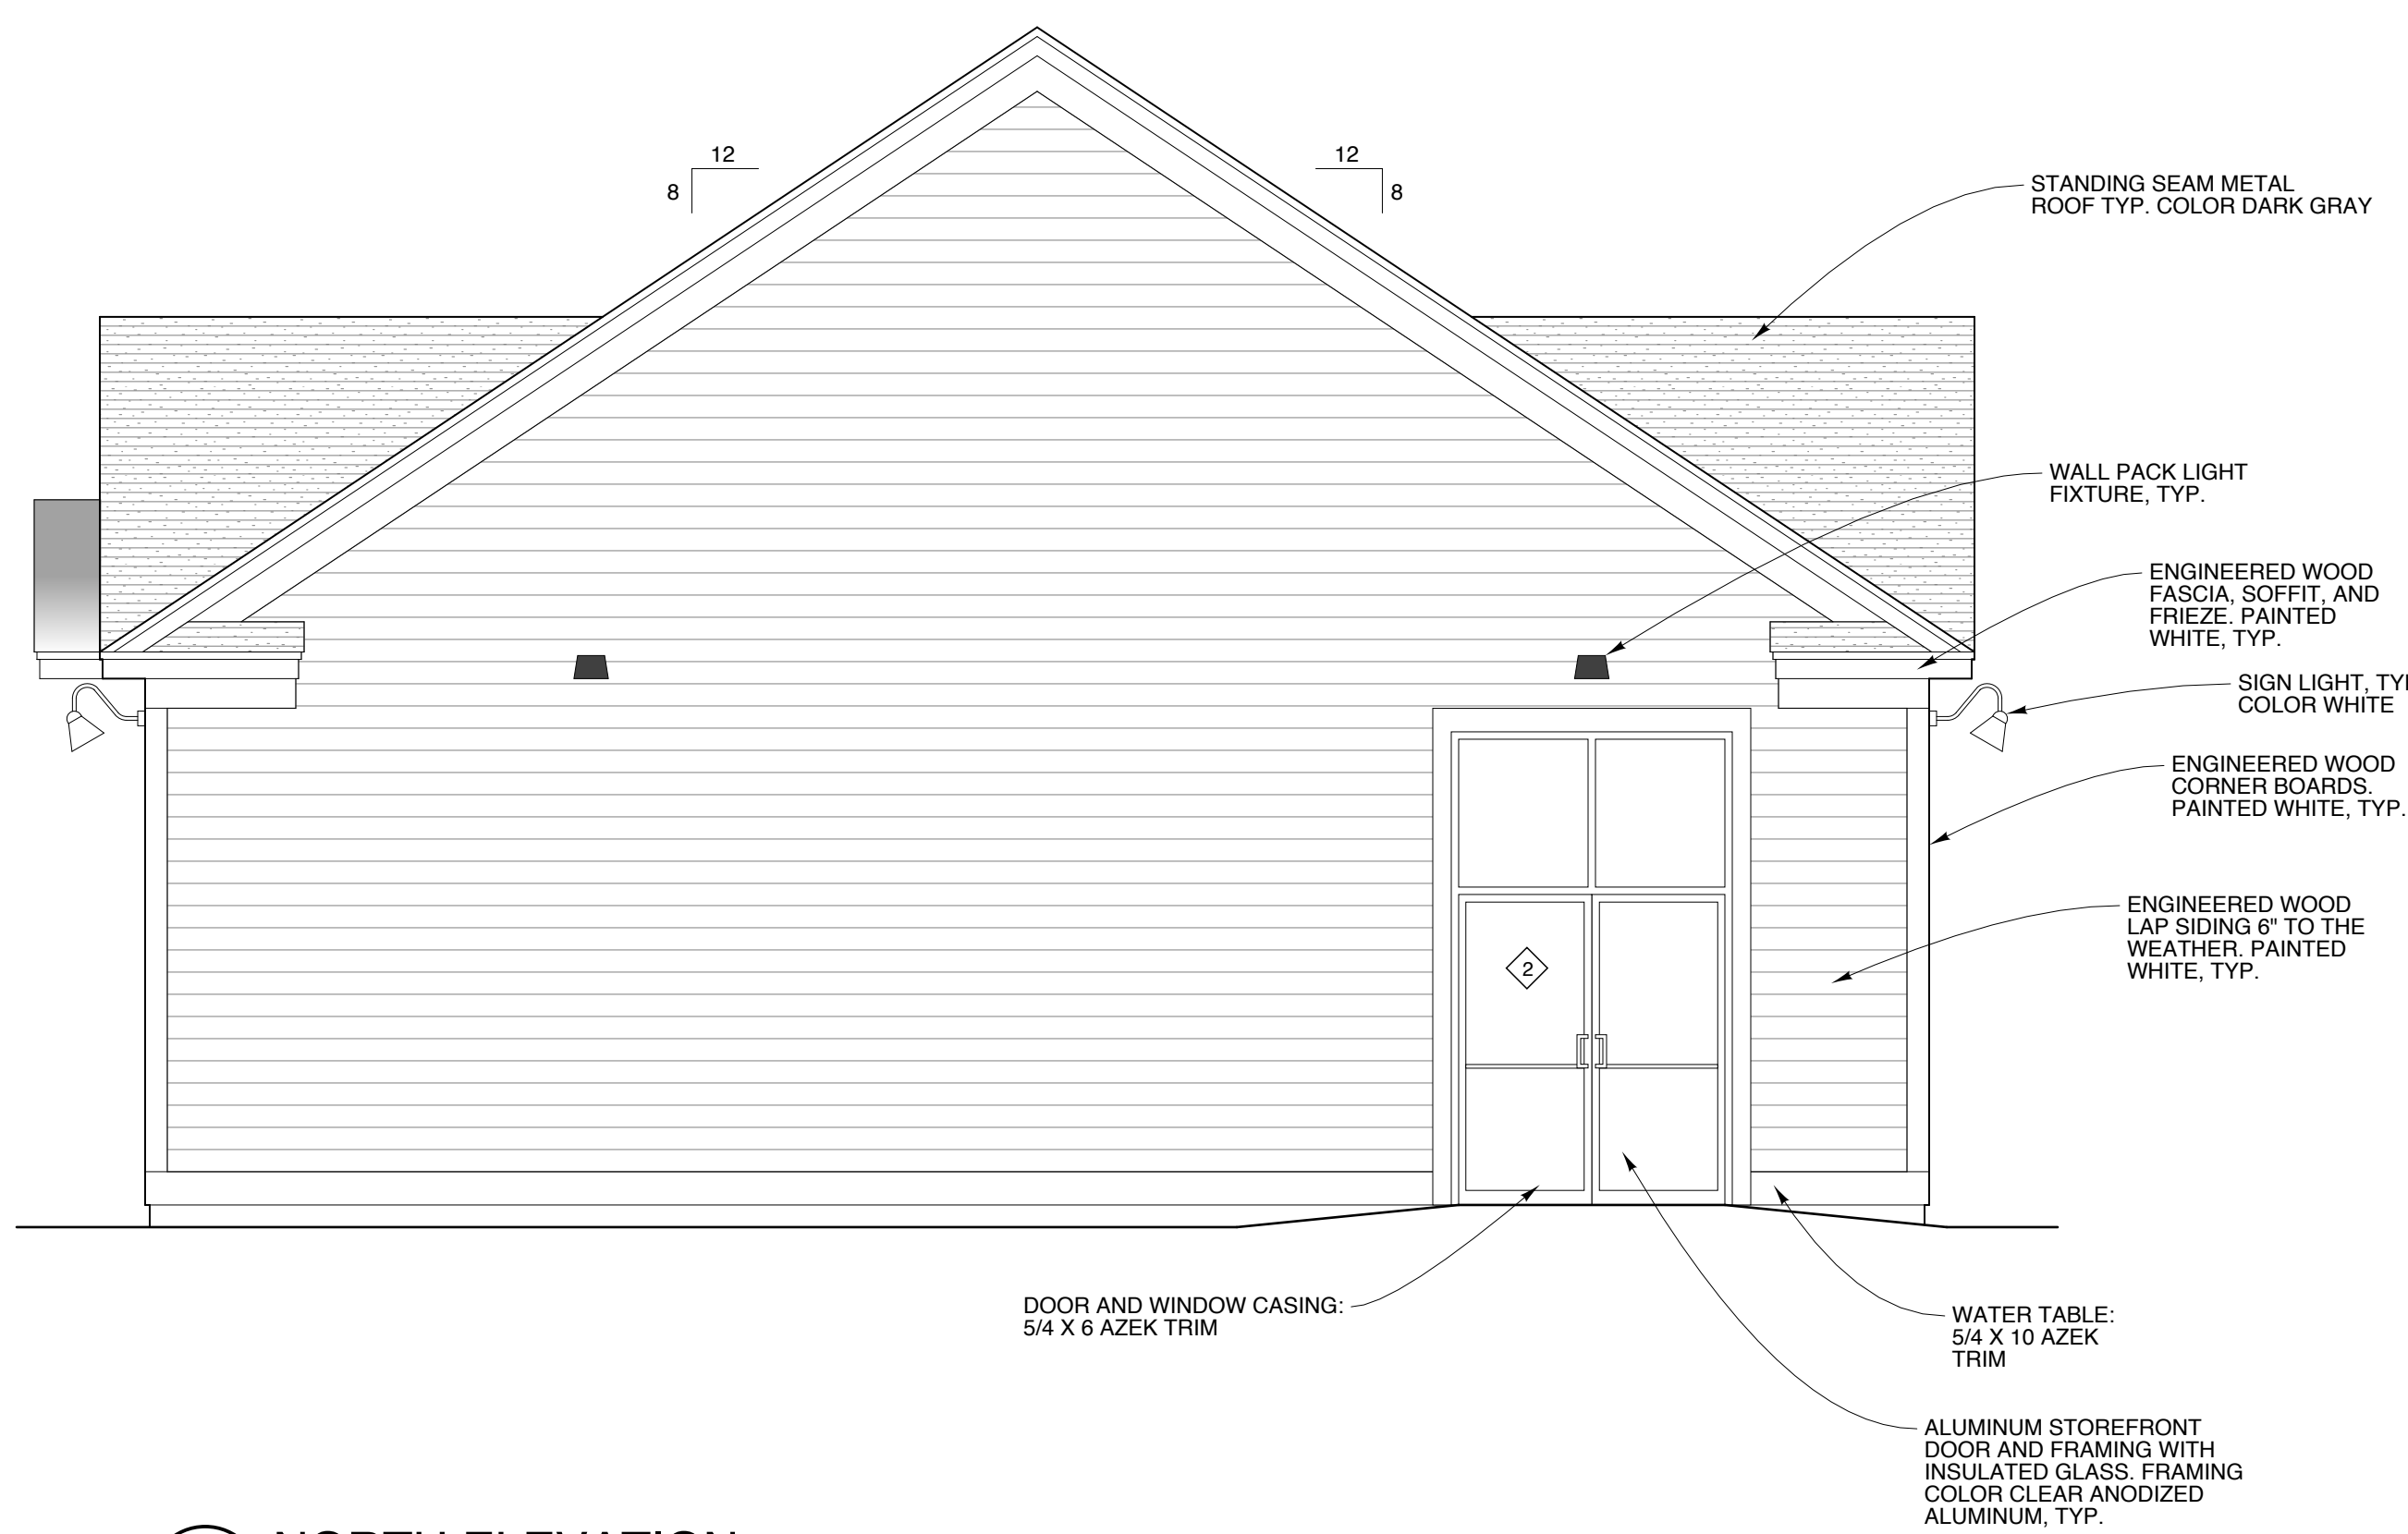 12
8
12
8
STANDING SEAM METAL
ROOF TYP. COLOR DARK GRAY
WALL PACK LIGHT
FIXTURE, TYP.
ENGINEERED WOOD
FASCIA, SOFFIT, AND
FRIEZE. PAINTED
WHITE, TYP.
SIGN LIGHT,
COLOR WHITE
ENGINEERED WOOD
CORNER BOARDS.
PAINTED WHITE, TYP.
ENGINEERED WOOD
LAP SIDING 6" TO THE
WEATHER. PAINTED
WHITE, TYP.
2
DOOR AND WINDOW CASING:
5/4 X 6 AZEK TRIM
WATER TABLE:
5/4 X 10 AZEK
TRIM
ALUMINUM STOREFRONT
DOOR AND FRAMING WITH
INSULATED GLASS. FRAMING
COLOR CLEAR ANODIZED
ALUMINUM, TYP.